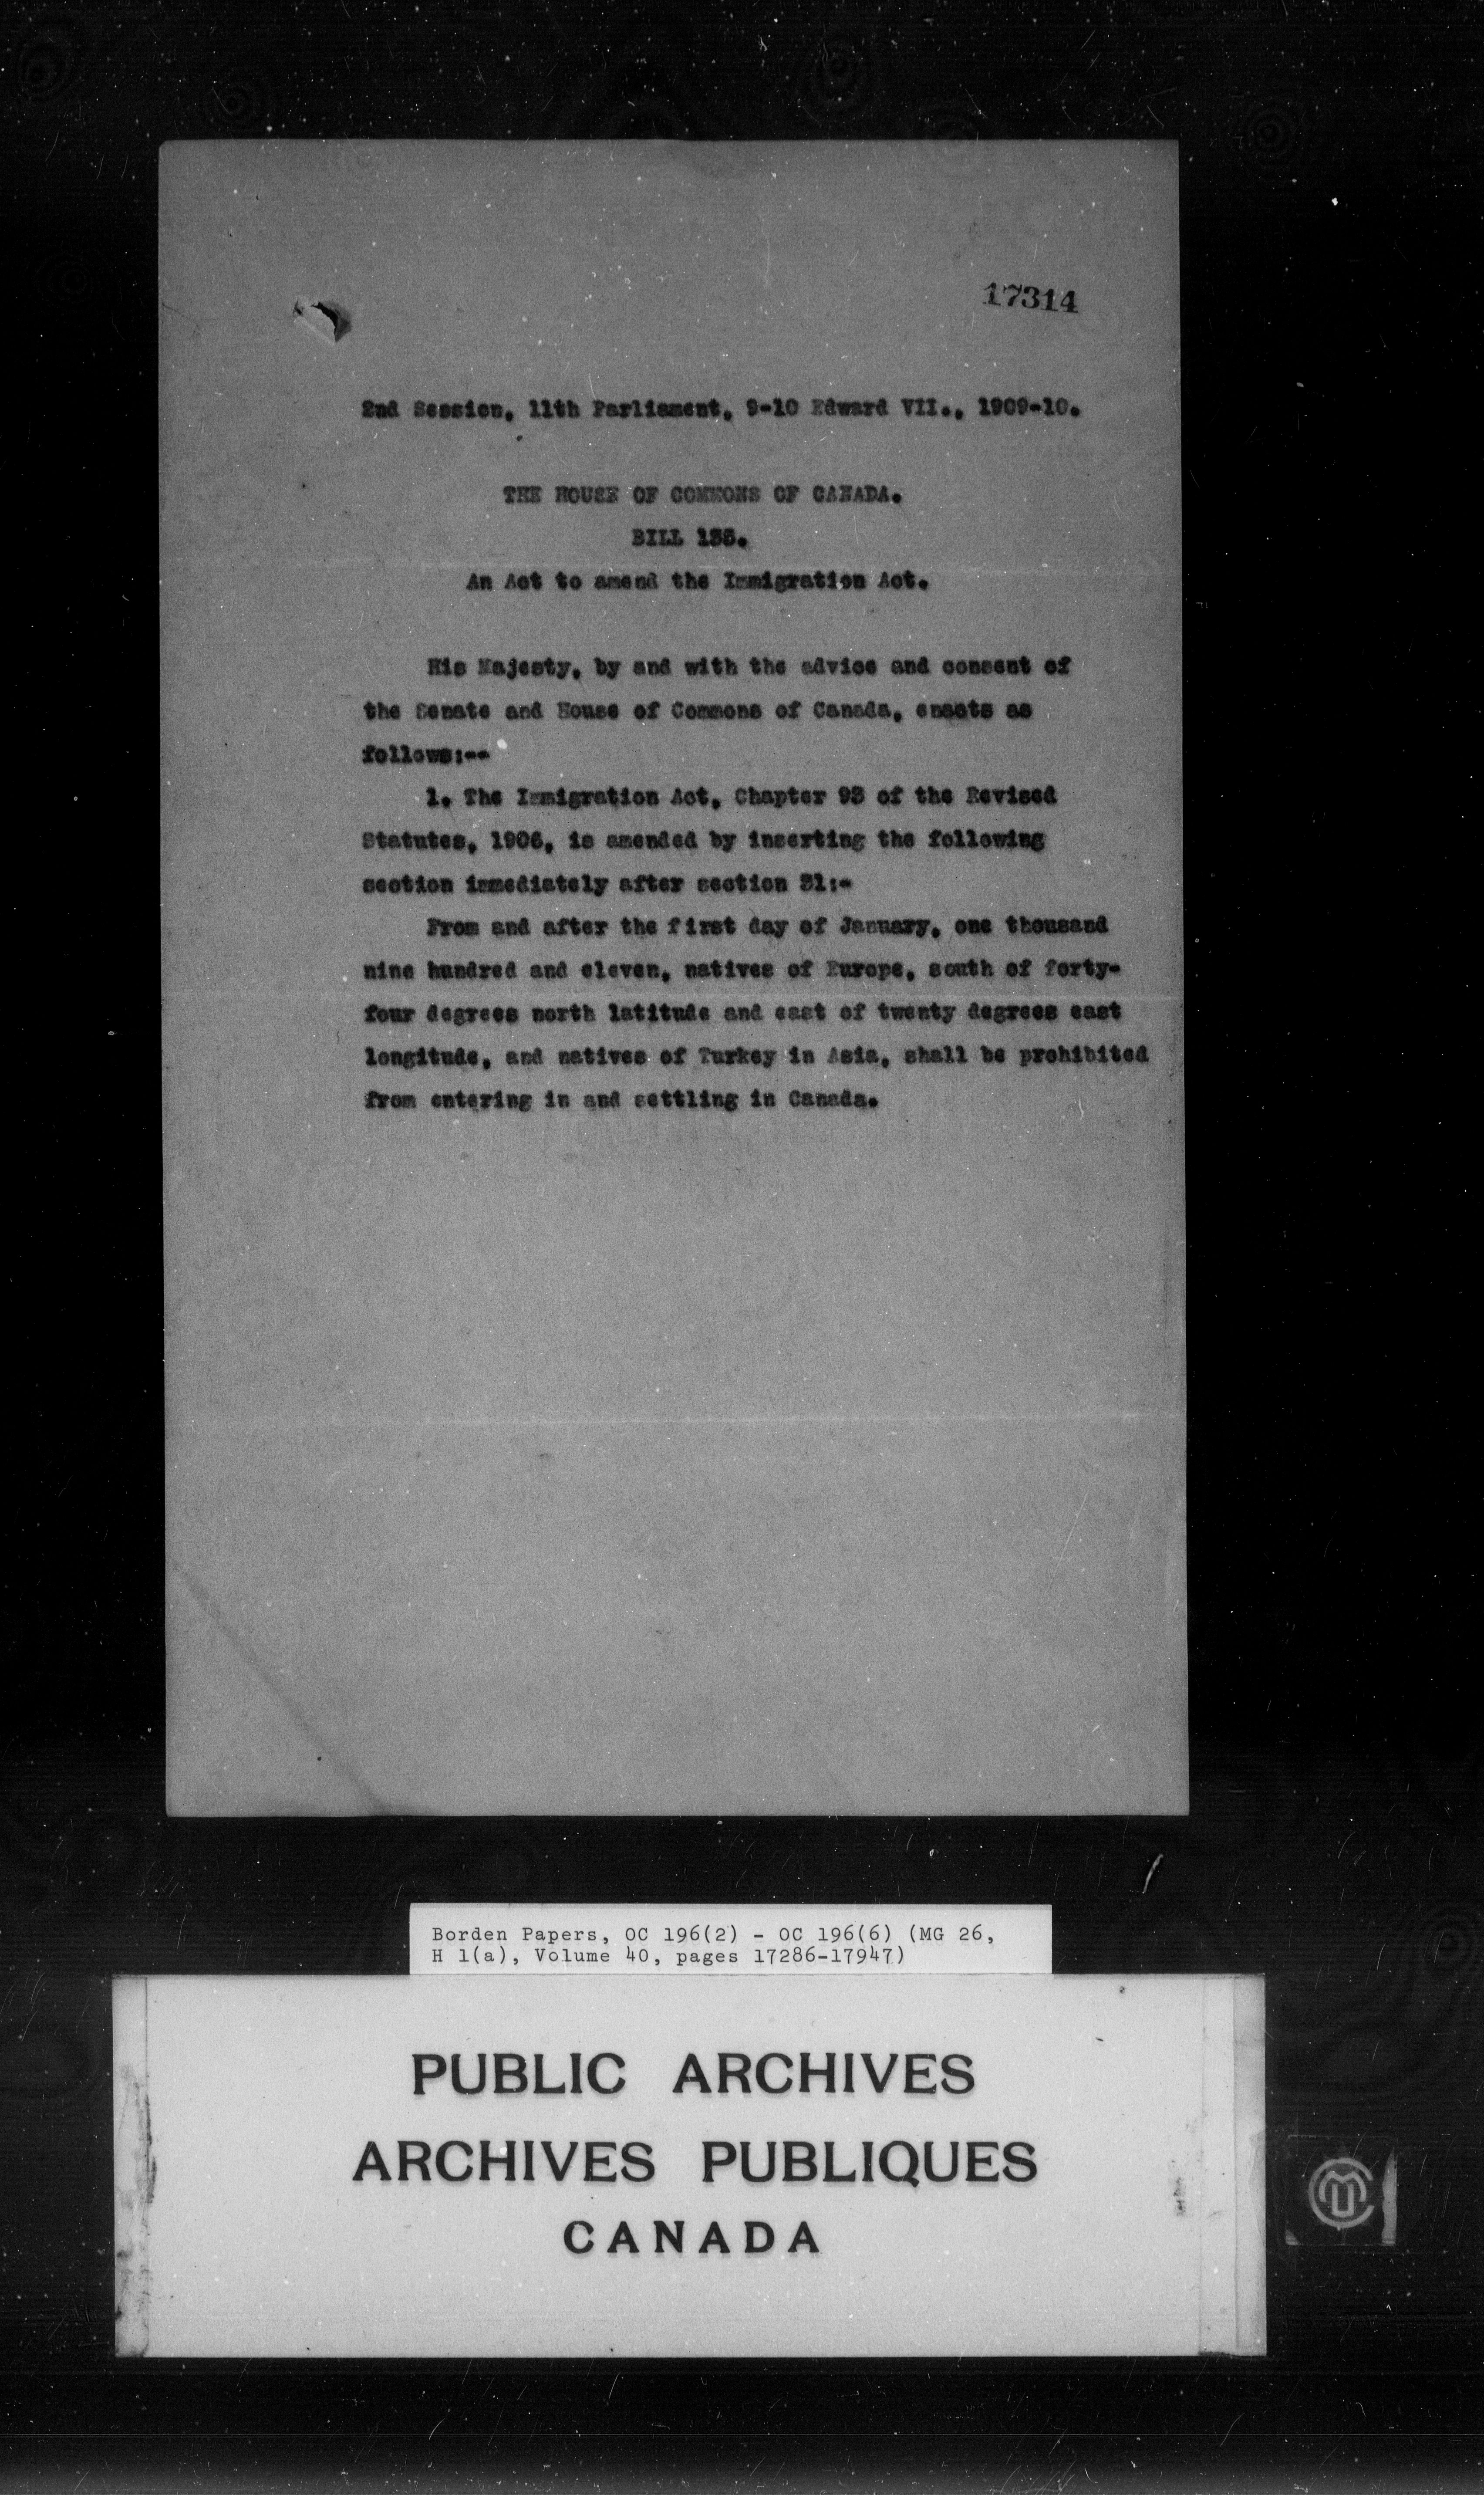 17314
2nd Session, 11th Parliament, 9-10 Edward VII., 1909-10.
THE HOUSE OF COMMONS OF CANADA.
BILL
An Act to amend the Immigration Act.
His Majesty, by and with the advice and consent of
the Senate and House of Commons of Canada, enacts as
follows:--
1. The Immigration Act, Chapter 93 of the Revised
Statutes, 1906, is amended by inserting the following
section immediately after section 31:-
From and after the first day of January, one thousand
nine hundred and eleven, natives of Europe, south of forty-
four degrees north latitude and east of twenty degrees east
longitude, and natives of Turkey in Asia, shall be prohibited
from entering in and settling in Canada.
Borden Papers, OC 196(2) - OC 196(6) (MG 26,
H 1(a), Volume 40, pages 17286-17947)
PUBLIC ARCHIVES
ARCHIVES PUBLIQUES
CANADA